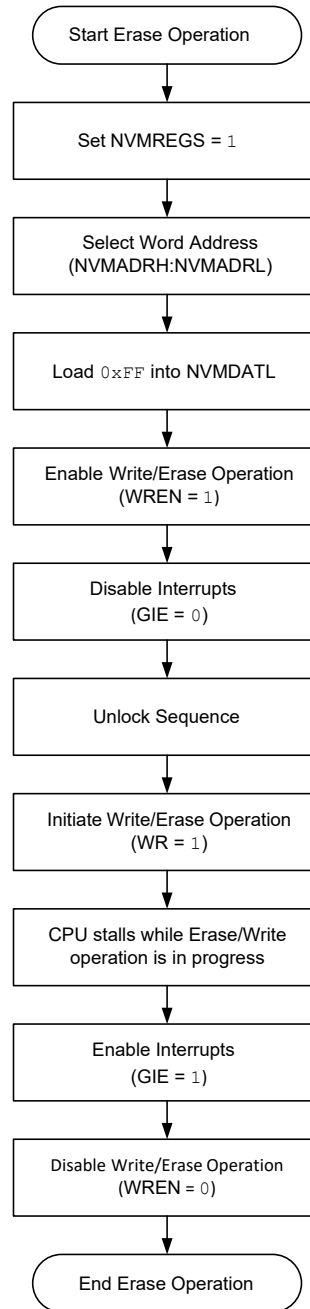 Start Erase Operation
Set NVMREGS = 1
Select Word Address
(NVMADRH:NVMADRL)
Load 0xFF into NVMDATL
Enable Write/Erase Operation
(WREN = 1)
Disable Interrupts
(GIE = 0)
Unlock Sequence
Initiate Write/Erase Operation
(WR = 1)
CPU stalls while Erase/Write
operation is in progress
Enable Interrupts
(GIE = 1)
Disable Write/Erase Operation
(WREN = 0)
End Erase Operation